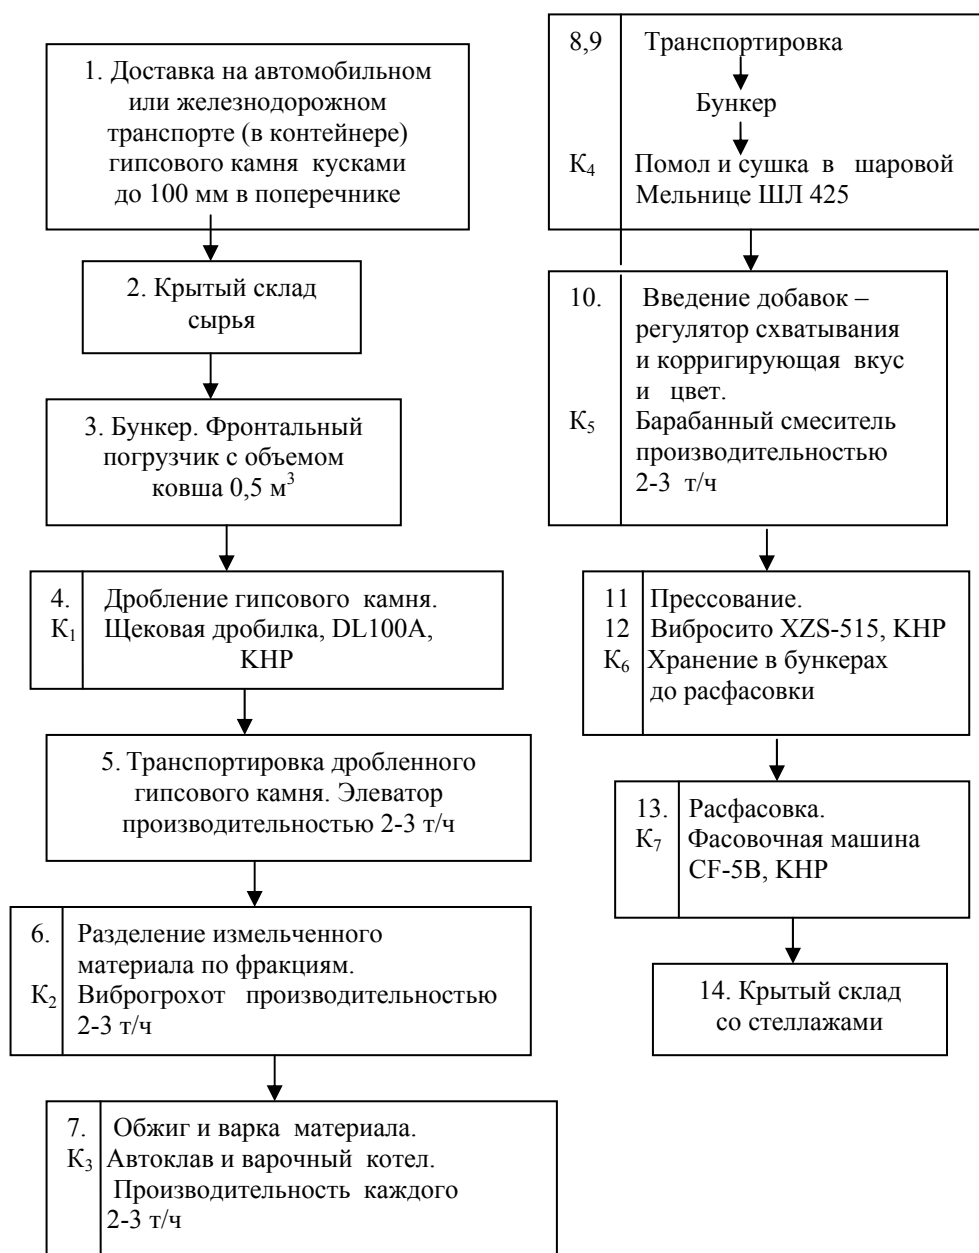 1. Доставка на автомобильном
или железнодорожном
транспорте (в контейнере)
гипсового камня кусками
до 100 мм в поперечнике
2. Крытый склад
сырья
3. Бункер. Фронтальный
погрузчик с объемом
ковша 0,5 м³
4. Дробление гипсового камня.
К₁ Щековая дробилка, DL100A,
КНР
5. Транспортировка дробленного
гипсового камня. Элеватор
производительностью 2-3 т/ч
6. Разделение измельченного
материала по фракциям.
К₂ Виброгрохот производительностью
2-3 т/ч
7. Обжиг и варка материала.
К₃ Автоклав и варочный котел.
Производительность каждого
2-3 т/ч
8,9 Транспортировка
Бункер
К₄ Помол и сушка в шаровой
Мельнице ШЛ 425
10. Введение добавок –
регулятор схватывания
и корригирующая вкус
и цвет.
К₅ Барабанный смеситель
производительностью
2-3 т/ч
11 Прессование.
12 Вибросито XZS-515, КНР
К₆ Хранение в бункерах
до расфасовки
13. Расфасовка.
К₇ Фасовочная машина
CF-5B, КНР
14. Крытый склад
со стеллажами